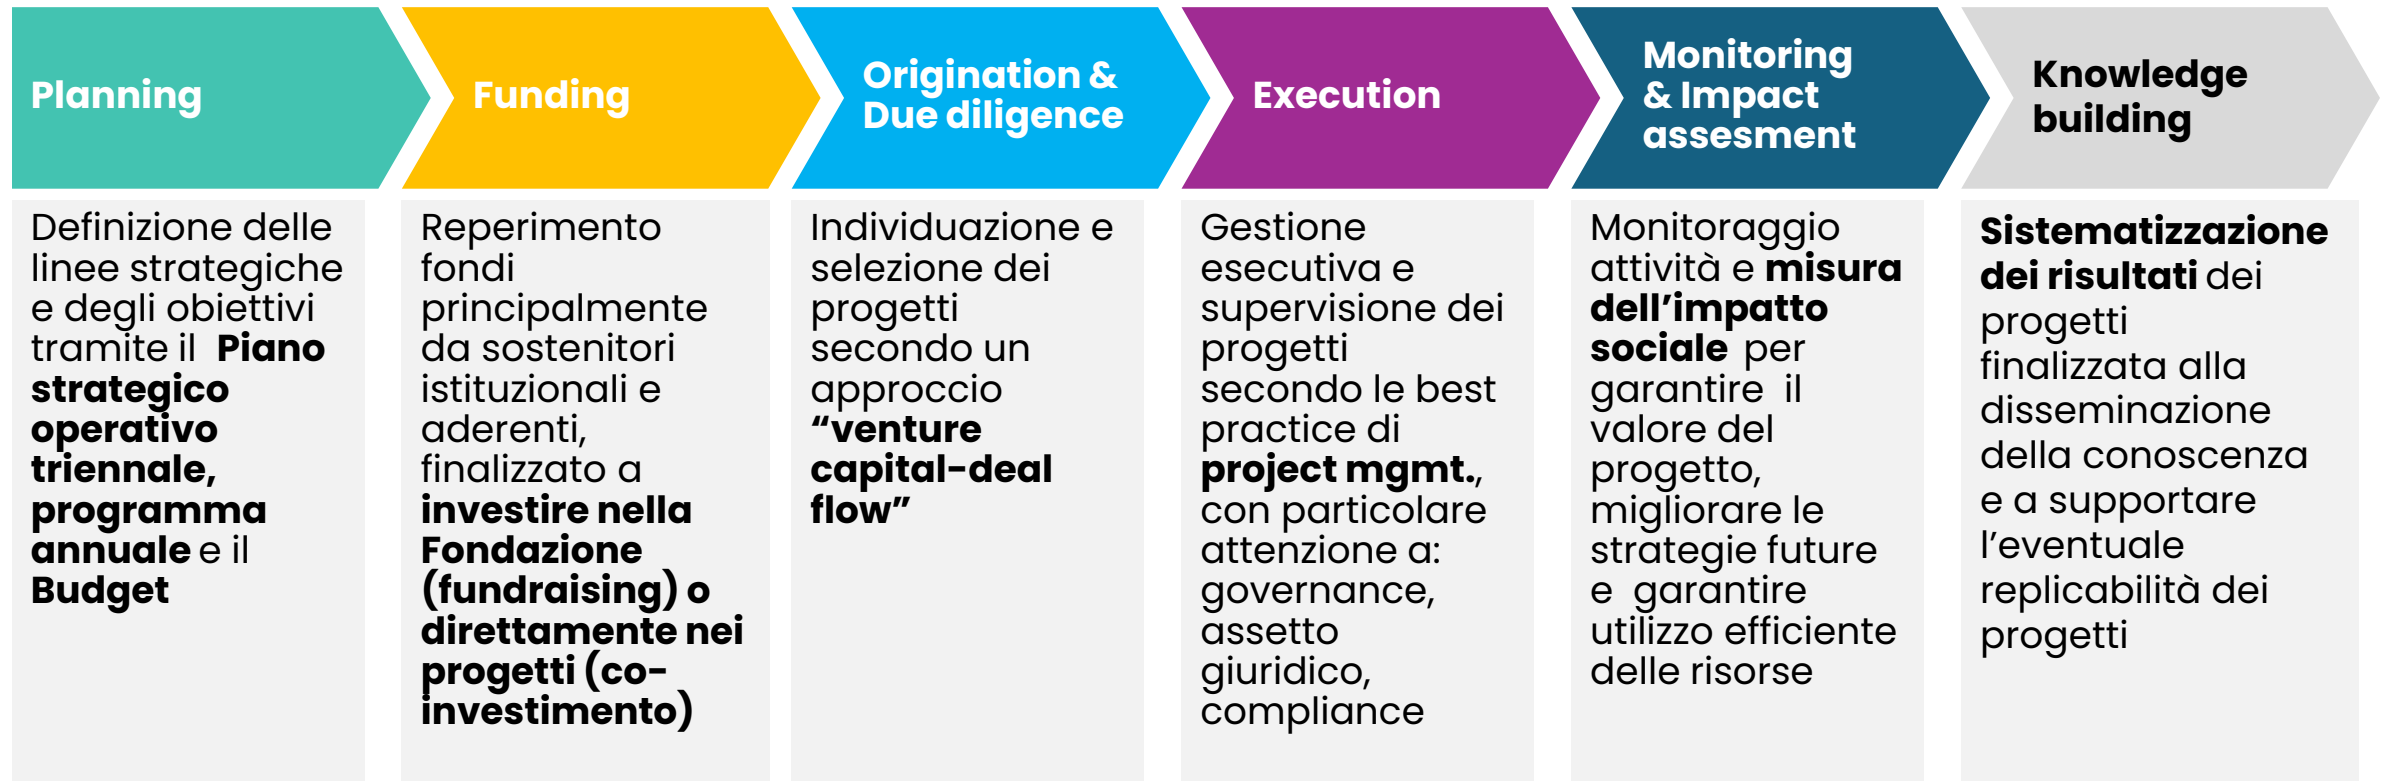 Planning
Funding
Origination &
Due diligence
Execution
Monitoring
& Impact
assesment
Knowledge
building
Definizione delle
linee strategiche
e degli obiettivi
tramite il Piano
strategico
operativo
triennale,
programma
annuale e il
Budget
Reperimento
fondi
principalmente
da sostenitori
istituzionali e
aderenti,
finalizzato a
investire nella
Fondazione
(fundraising) o
direttamente nei
progetti (co-
investimento)
Individuazione e
selezione dei
progetti
secondo un
approccio
“venture
capital-deal
flow”
Gestione
esecutiva e
supervisione dei
progetti
secondo le best
practice di
project mgmt.,
con particolare
attenzione a:
governance,
assetto
giuridico,
compliance
Monitoraggio
attività e misura
dell’impatto
sociale per
garantire il
valore del
progetto,
migliorare le
strategie future
e garantire
utilizzo efficiente
delle risorse
Sistematizzazione
dei risultati dei
progetti
finalizzata alla
disseminazione
della conoscenza
e a supportare
l’eventuale
replicabilità dei
progetti